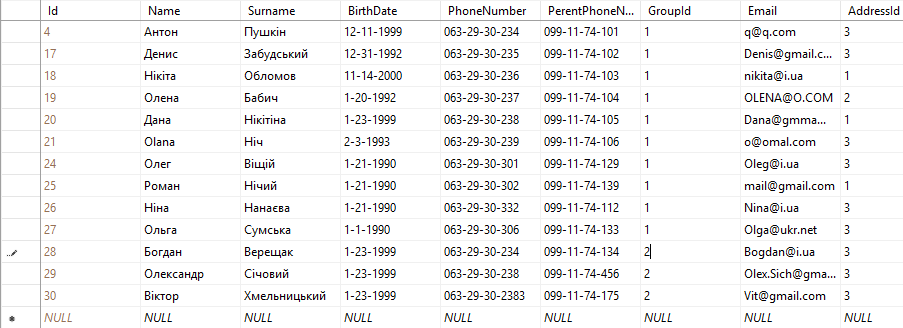 Id Name Surname BirthDate PhoneNumber PerentPhoneN... GroupId Email AddressId
4 Антон Пушкін 12-11-1999 063-29-30-234 099-11-74-101 1 q@q.com 3
17 Денис Забудський 12-31-1992 063-29-30-235 099-11-74-102 1 Denis@gmail.c... 3
18 Нікіта Обломов 11-14-2000 063-29-30-236 099-11-74-103 1 nikita@i.ua 1
19 Олена Бабич 1-20-1992 063-29-30-237 099-11-74-104 1 OLENA@O.COM 2
20 Дана Нікітіна 1-23-1999 063-29-30-238 099-11-74-105 1 Dana@gmma... 1
21 Olana Ніч 2-3-1993 063-29-30-239 099-11-74-106 1 o@omal.com 3
24 Олег Віщій 1-21-1990 063-29-30-301 099-11-74-129 1 Oleg@i.ua 3
25 Роман Нічий 1-21-1990 063-29-30-302 099-11-74-139 1 mail@gmail.com 1
26 Ніна Нанаєва 1-21-1990 063-29-30-332 099-11-74-112 1 Nina@i.ua 3
27 Ольга Сумська 1-1-1990 063-29-30-306 099-11-74-133 1 Olga@ukr.net 3
28 Богдан Верещак 1-23-1999 063-29-30-234 099-11-74-134 2 Bogdan@i.ua 3
29 Олександр Січовий 1-23-1999 063-29-30-238 099-11-74-456 2 Olex.Sich@gma... 3
30 Віктор Хмельницький 1-23-1999 063-29-30-2383 099-11-74-175 2 Vit@gmail.com 3
NULL NULL NULL NULL NULL NULL NULL NULL NULL